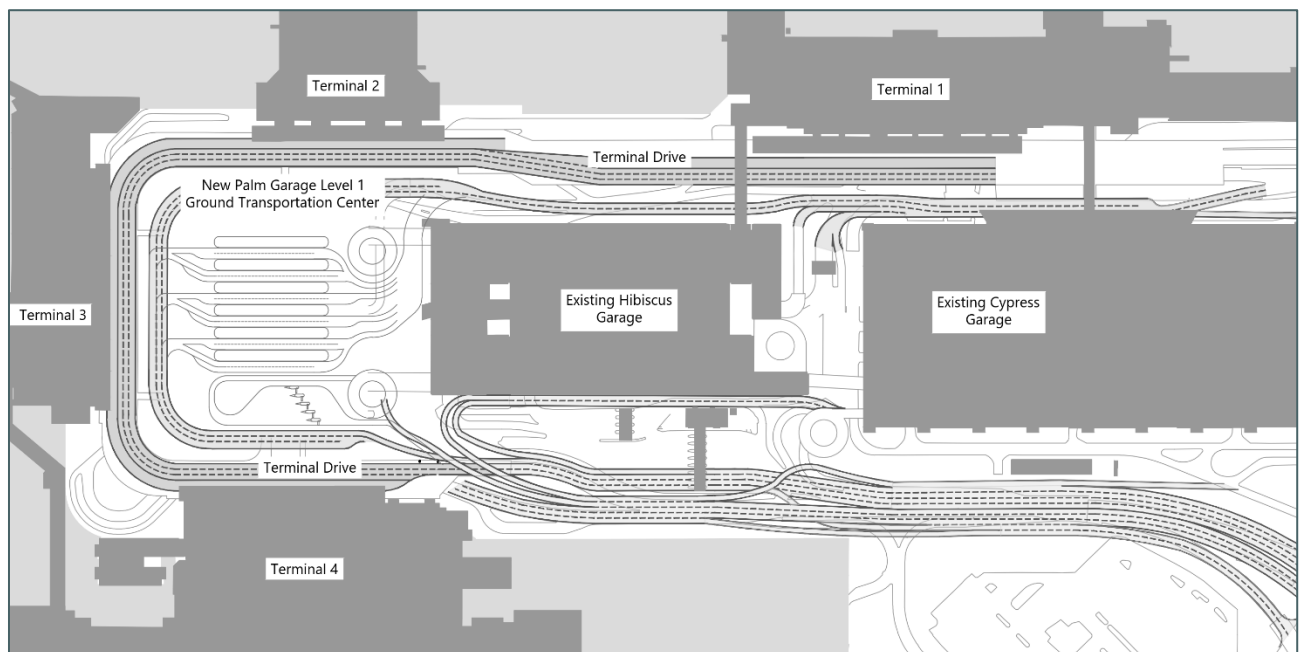 Terminal 2
Terminal 1
Terminal Drive
New Palm Garage Level 1
Ground Transportation Center
Terminal 3
Existing Hibiscus
Garage
Existing Cypress
Garage
Terminal Drive
Terminal 4